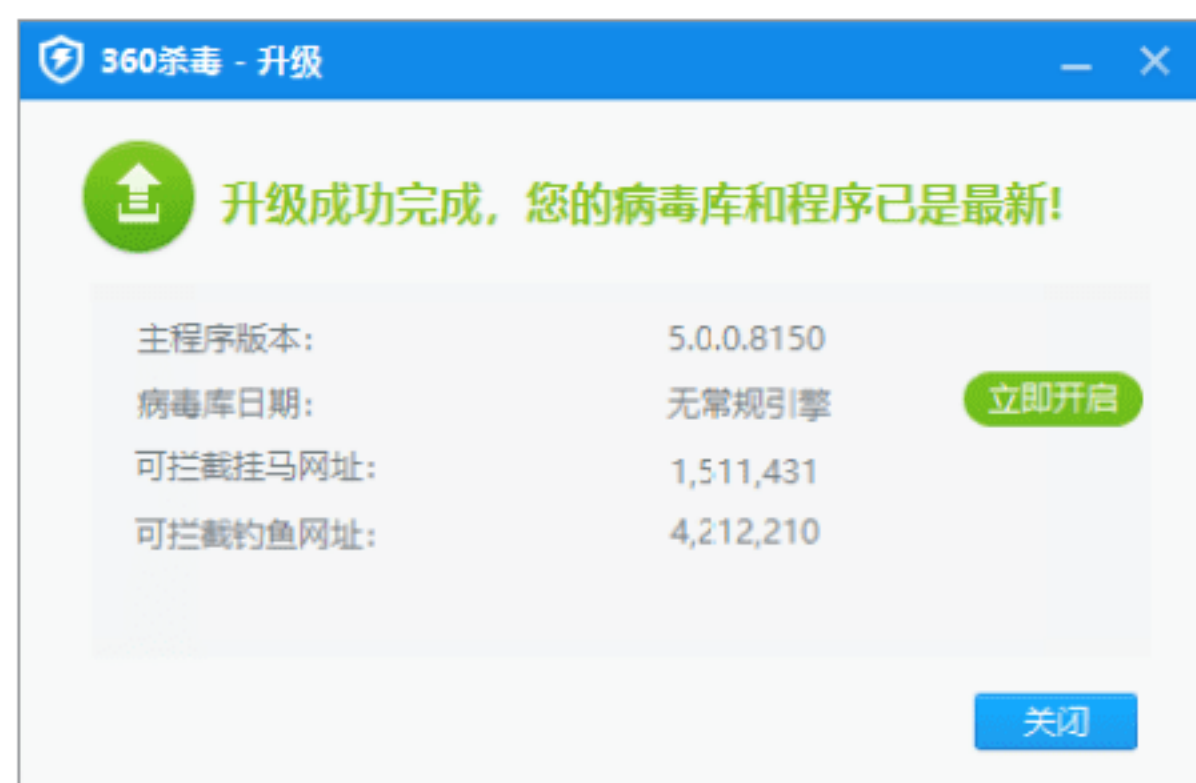 360杀毒 - 升级
升级成功完成，您的病毒库和程序已是最新!
主程序版本: 5.0.0.8150
病毒库日期: 无常规引擎 立即开启
可拦截挂马网址: 1,511,431
可拦截钓鱼网址: 4,212,210
关闭